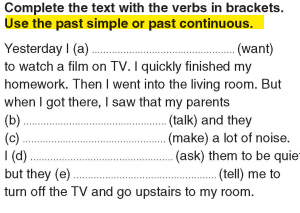 Complete the text with the verbs in brackets.
Use the past simple or past continuous.
Yesterday I (a) ............................................ (want)
to watch a film on TV. I quickly finished my
homework. Then I went into the living room. But
when I got there, I saw that my parents
(b) ............................................ (talk) and they
(c) ............................................ (make) a lot of noise.
I (d) ............................................ (ask) them to be quiet
but they (e) ............................................ (tell) me to
turn off the TV and go upstairs to my room.